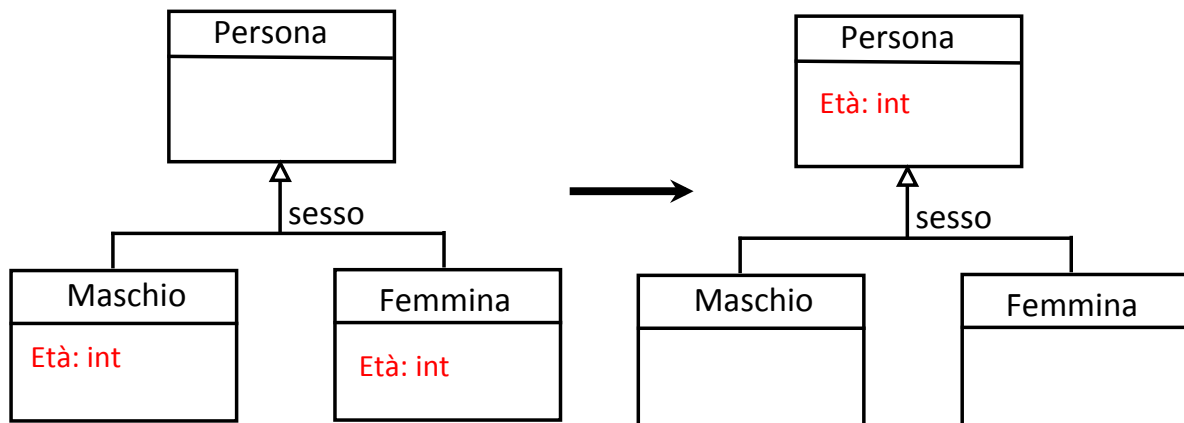 Persona
sesso
Maschio
Età: int
Femmina
Età: int
Persona
Età: int
sesso
Maschio
Femmina